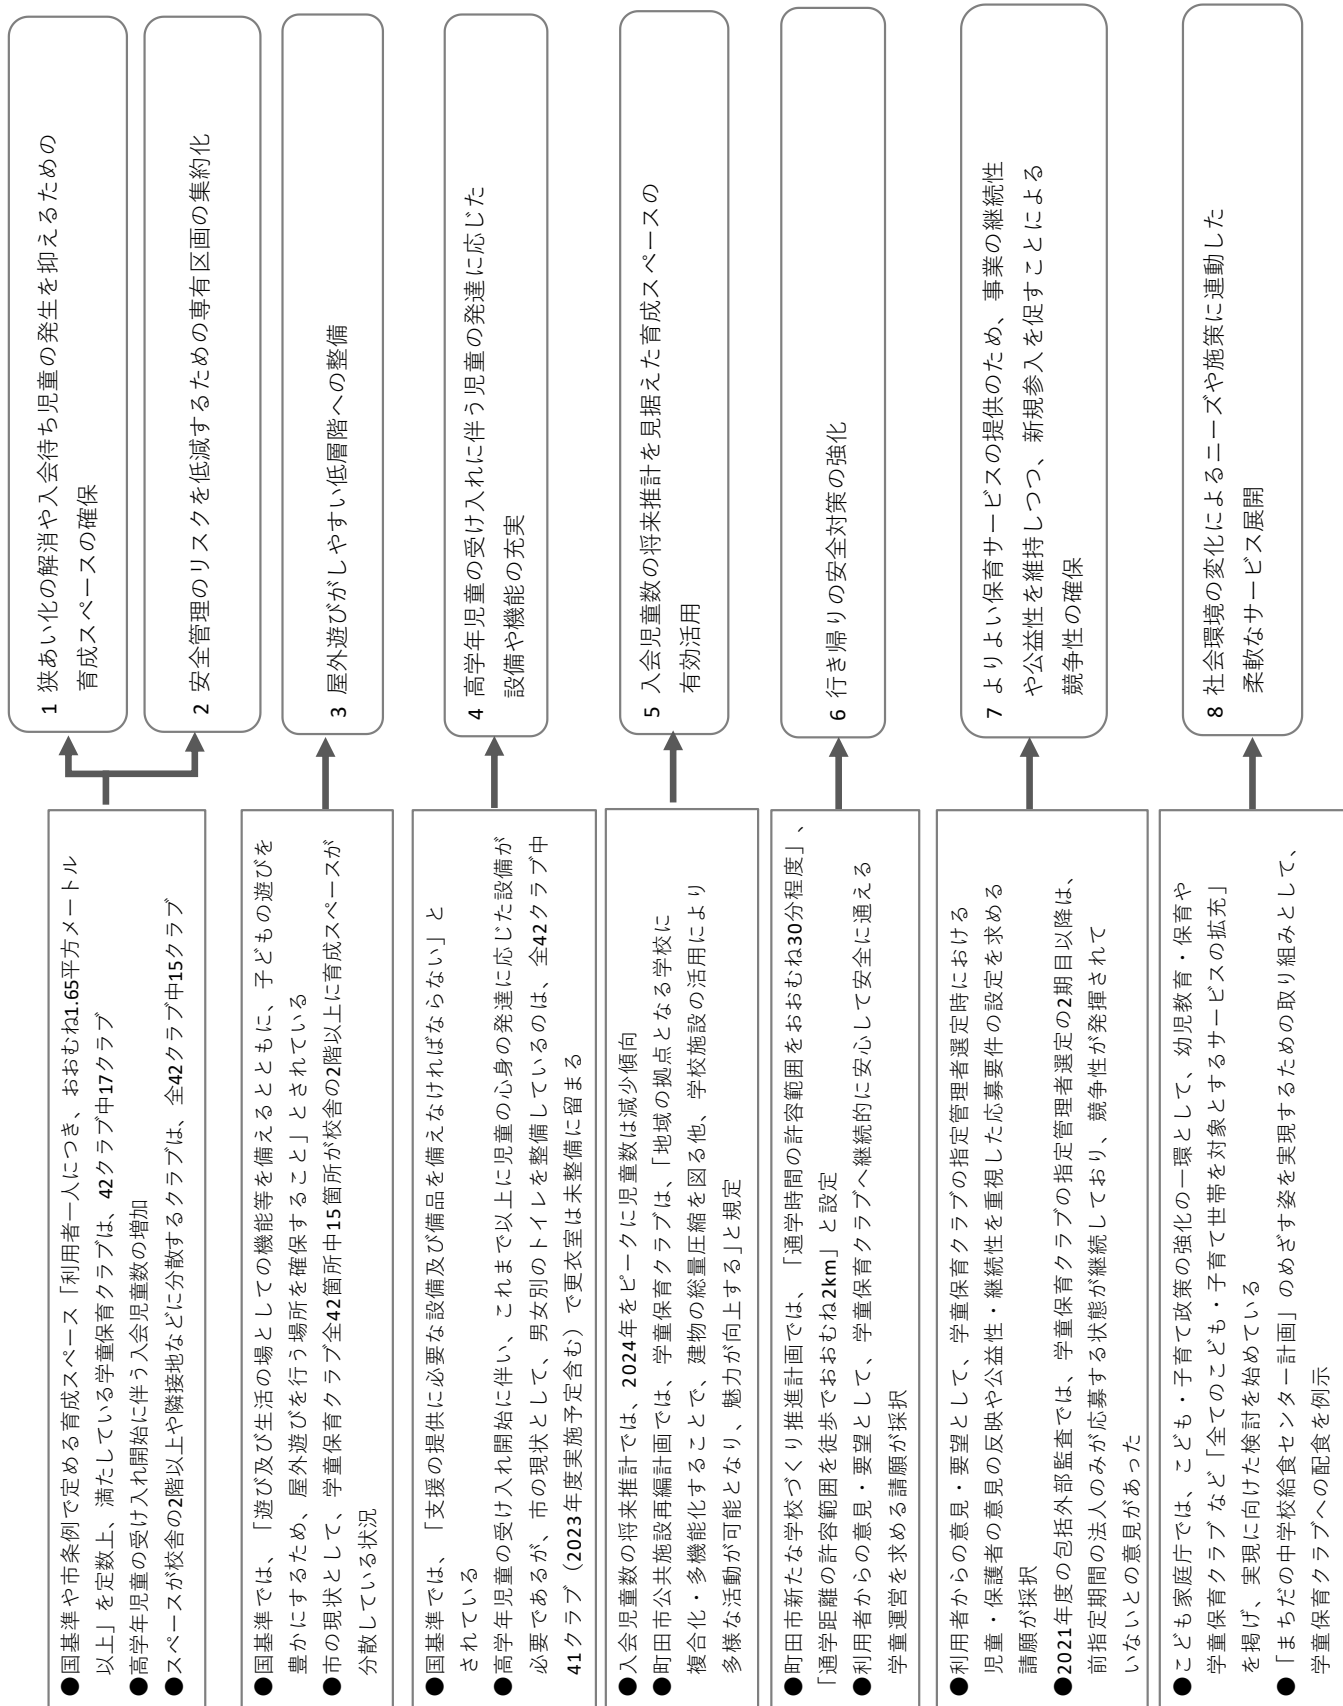 ●国基準や市条例で定める育成スペース「利用者一人につき、おおむね1.65平方メートル
以上」を定数上、満たしている学童保育クラブは、42クラブ中17クラブ
●高学年児童の受け入れ開始に伴う入会児童数の増加
●スペースが校舎の2階以上や隣接地などに分散するクラブは、全42クラブ中15クラブ
1 狭あい化の解消や入会待ち児童の発生を抑えるための
育成スペースの確保
2 安全管理のリスクを低減するための専有区画の集約化
●国基準では、「遊び及び生活の場としての機能等を備えるとともに、子どもの遊びを
豊かにするため、屋外遊びを行う場所を確保すること」とされている
●市の現状として、学童保育クラブ全42箇所中15箇所が校舎の2階以上に育成スペースが
分散している状況
3 屋外遊びがしやすい低層階への整備
●国基準では、「支援の提供に必要な設備及び備品を備えなければならない」と
されている
●高学年児童の受け入れ開始に伴い、これまで以上に児童の心身の発達に応じた設備が
必要であるが、市の現状として、男女別のトイレを整備しているのは、全42クラブ中
41クラブ（2023年度実施予定含む）で更衣室は未整備に留まる
4 高学年児童の受け入れに伴う児童の発達に応じた
設備や機能の充実
●入会児童数の将来推計では、2024年をピークに児童数は減少傾向
●町田市公共施設再編計画では、学童保育クラブは、「地域の拠点となる学校に
複合化・多機能化することで、建物の総量圧縮を図る他、学校施設の活用により
多様な活動が可能となり、魅力が向上する」と規定
5 入会児童数の将来推計を見据えた育成スペースの
有効活用
●町田市新たな学校づくり推進計画では、「通学時間の許容範囲をおおむね30分程度」、
「通学距離の許容範囲を徒歩でおおむね2km」と設定
●利用者からの意見・要望として、学童保育クラブへ継続的に安心して安全に通える
学童運営を求める請願が採択
6 行き帰りの安全対策の強化
●利用者からの意見・要望として、学童保育クラブの指定管理者選定時における
児童・保護者の意見の反映や公益性・継続性を重視した応募要件の設定を求める
請願が採択
●2021年度の包括外部監査では、学童保育クラブの指定管理者選定の2期目以降は、
前指定期間の法人のみが応募する状態が継続しており、競争性が発揮されて
いないとの意見があった
7 よりよい保育サービスの提供のため、事業の継続性
や公益性を維持しつつ、新規参入を促すことによる
競争性の確保
●こども家庭庁では、こども・子育て政策の強化の一環として、幼児教育・保育や
学童保育クラブなど「全てのこども・子育て世帯を対象とするサービスの拡充」
を掲げ、実現に向けた検討を始めている
●「まちだの中学校給食センター計画」のめざす姿を実現するための取り組みとして、
学童保育クラブへの配食を例示
8 社会環境の変化によるニーズや施策に連動した
柔軟なサービス展開